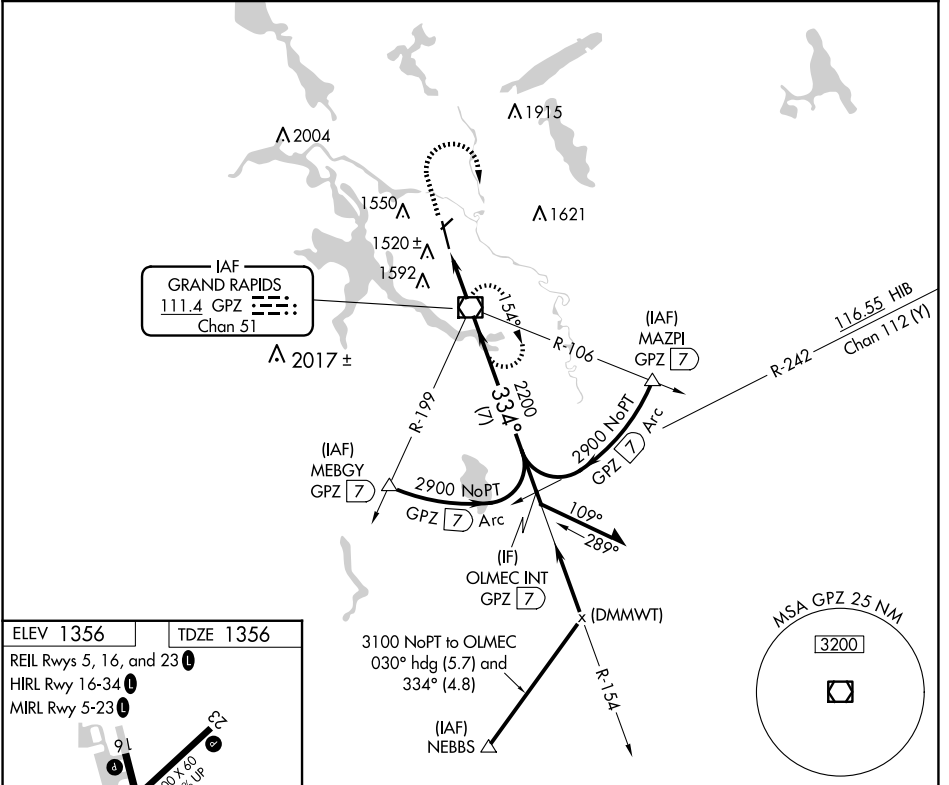 2004
1915
1550
1621
1520 ±
1592
IAF
GRAND RAPIDS
111.4 GPZ
Chan 51
2017 ±
154°
R-106
(IAF)
MAZPI
GPZ 7
116.55 HIB
Chan 112 (Y)
R-242
R-199
2200
334°
(7)
2900 NoPT
GPZ 7 Arc
(IAF)
MEBGY
GPZ 7
2900 NoPT
GPZ 7 Arc
109°
289°
(IF)
OLMEC INT
GPZ 7
x (DMMWT)
3100 NoPT to OLMEC
030° hdg (5.7) and
334° (4.8)
R-154
(IAF)
NEBBS
MSA GPZ 25 NM
3200
ELEV 1356
TDZE 1356
REIL Rwys 5, 16, and 23 L
HIRL Rwy 16-34 L
MIRL Rwy 5-23 L
16
23
P
P
X 60
% UP